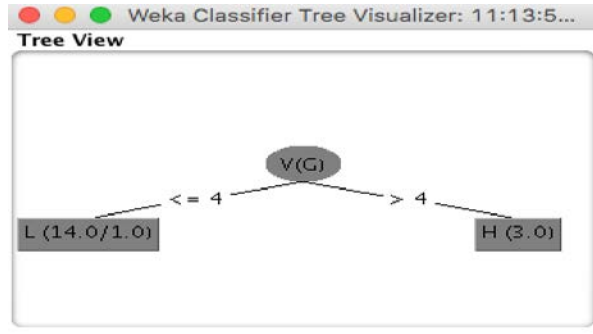 Weka Classifier Tree Visualizer: 11:13:5...
Tree View
V(G)
<= 4
> 4
L (14.0/1.0)
H (3.0)